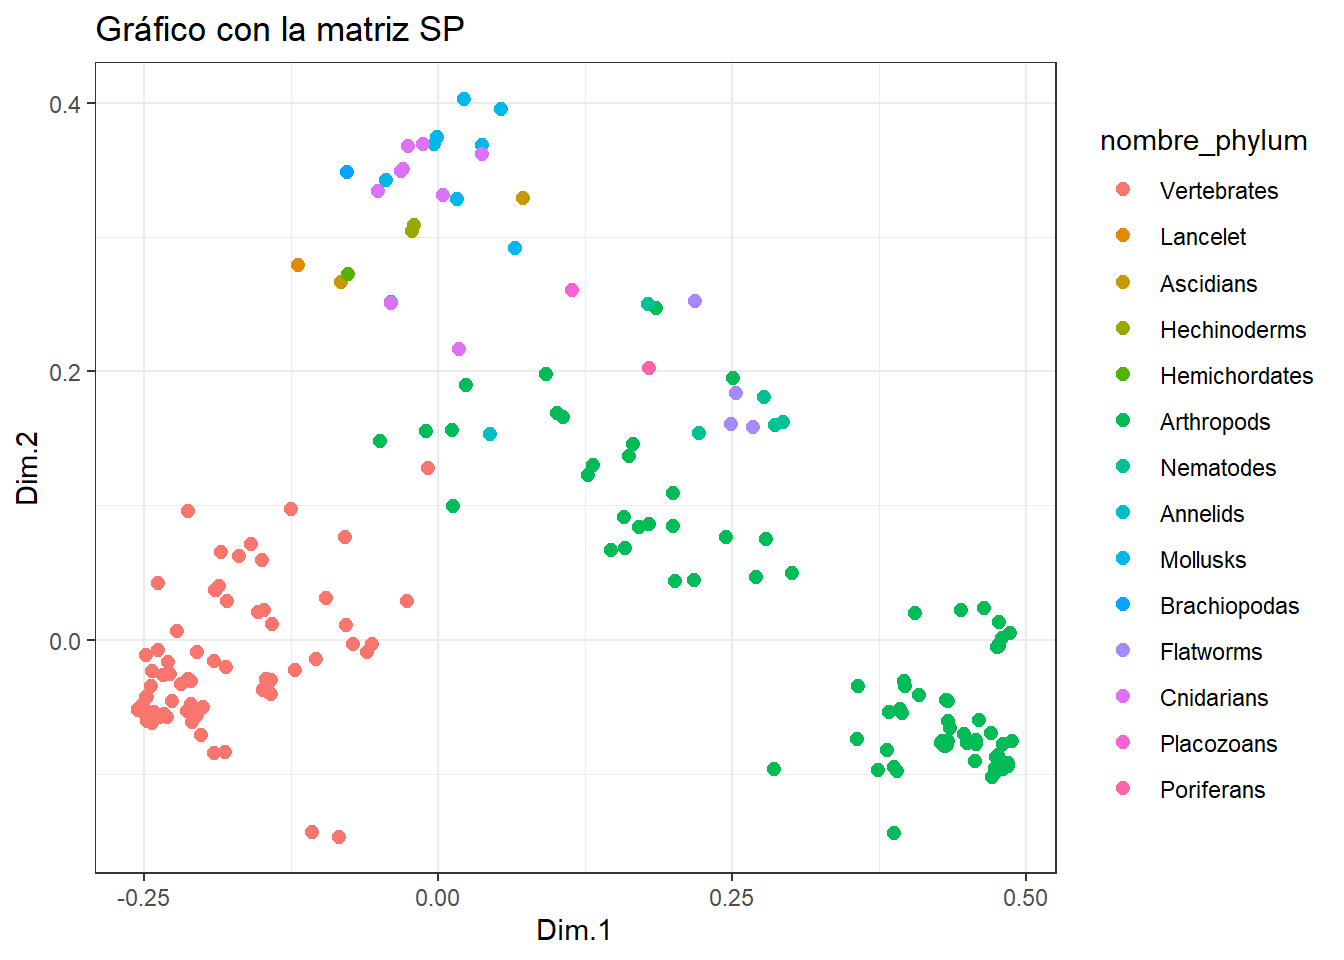 Gráfico con la matriz SP
0.4
0.2
0.0
Dim.2
-0.25
0.00
0.25
0.50
Dim.1
nombre_phylum
Vertebrates
Lancelet
Ascidians
Hechinoderms
Hemichordates
Arthropods
Nematodes
Annelids
Mollusks
Brachiopodas
Flatworms
Cnidarians
Placozoans
Poriferans